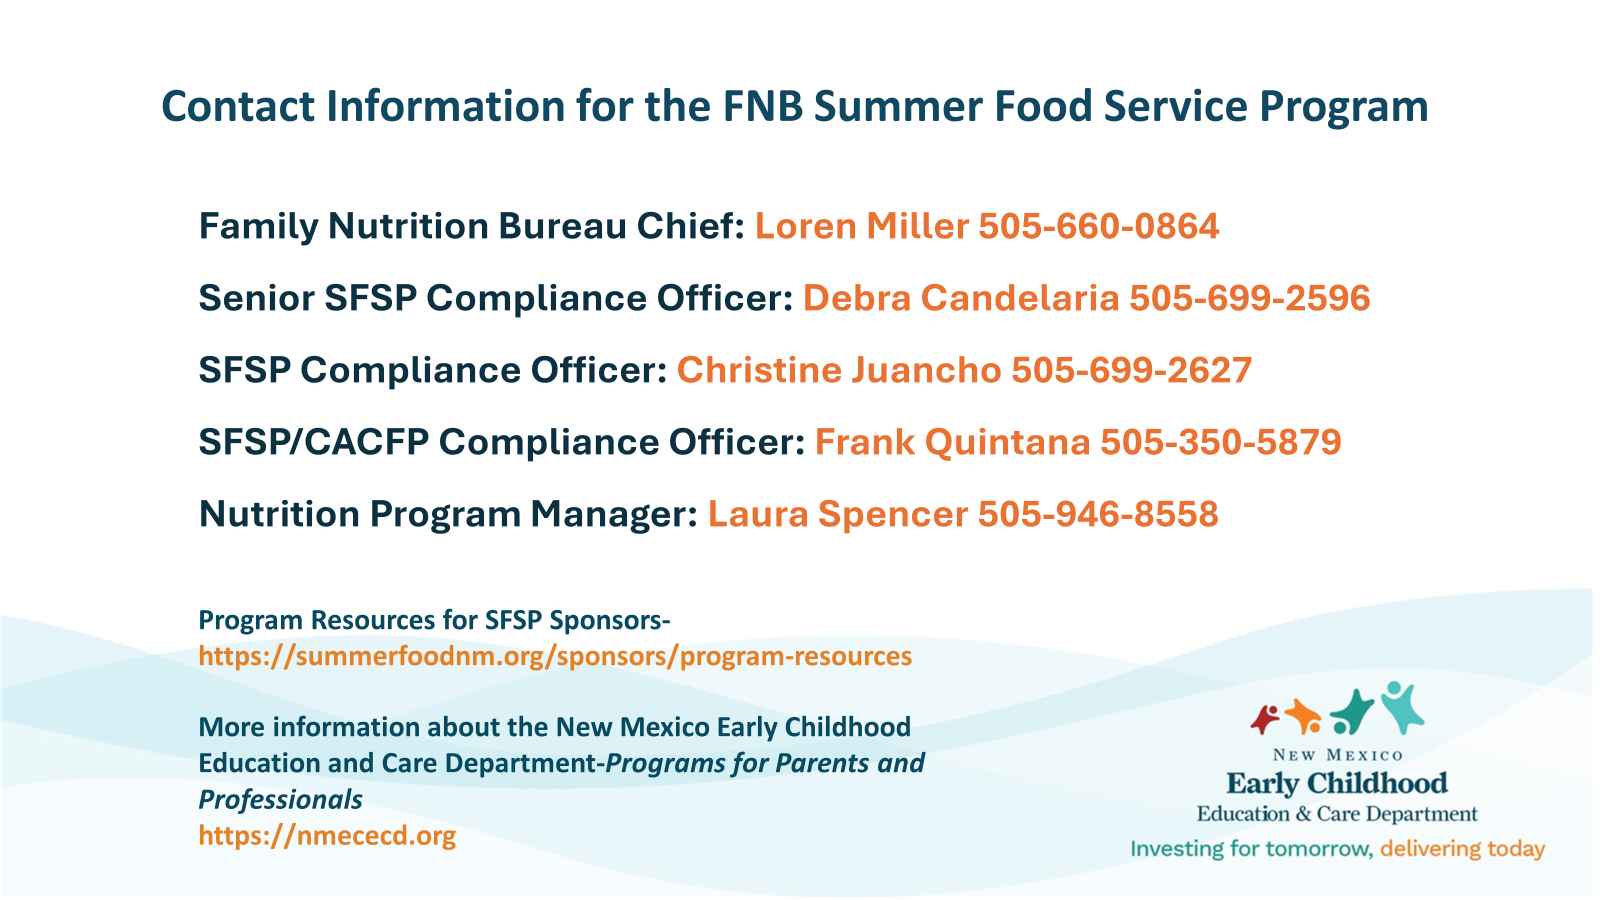 Contact Information for the FNB Summer Food Service Program
Family Nutrition Bureau Chief: Loren Miller 505-660-0864
Senior SFSP Compliance Officer: Debra Candelaria 505-699-2596
SFSP Compliance Officer: Christine Juancho 505-699-2627
SFSP/CACFP Compliance Officer: Frank Quintana 505-350-5879
Nutrition Program Manager: Laura Spencer 505-946-8558
Program Resources for SFSP Sponsors-
https://summerfoodnm.org/sponsors/program-resources
More information about the New Mexico Early Childhood
Education and Care Department-Programs for Parents and
Professionals
https://nmececd.org
New Mexico
Early Childhood
Education & Care Department
Investing for tomorrow, delivering today